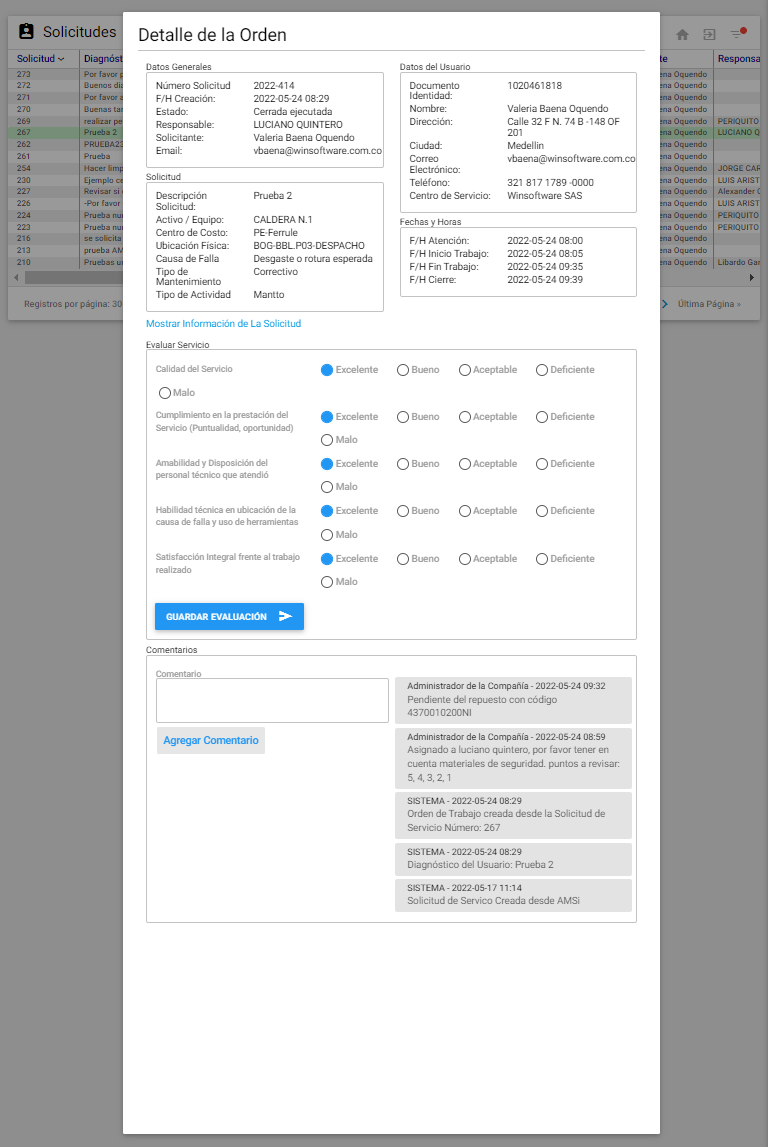 Solicitudes
Solicitud
Diagnóst
te
Responsa
273
Por favor p
ena Oquendo
272
Buenos dia
ena Oquendo
271
Por favor a
ena Oquendo
270
Buenas tar
ena Oquendo
269
realizar pe
ena Oquendo
PERIQUITO
267
Prueba 2
ena Oquendo
LUCIANO Q
262
PRUEBA23
ena Oquendo
261
Prueba
ena Oquendo
254
Hacer limp
ena Oquendo
JORGE CAR
230
Ejemplo ce
ena Oquendo
LUIS ARIST
227
Revisar si
ena Oquendo
Alexander
226
-Por favor
ena Oquendo
LUIS ARIST
224
Prueba nu
ena Oquendo
PERIQUITO
223
Prueba nu
ena Oquendo
PERIQUITO
216
se solicita
ena Oquendo
213
prueba AM
ena Oquendo
210
Pruebas u
ena Oquendo
Libardo Gar
Registros por página: 30
Última Página »
Detalle de la Orden
Datos Generales
Número Solicitud 2022-414
F/H Creación: 2022-05-24 08:29
Estado: Cerrada ejecutada
Responsable: LUCIANO QUINTERO
Solicitante: Valeria Baena Oquendo
Email: vbaena@winsoftware.com.co
Solicitud
Descripción Prueba 2
Solicitud:
Activo / Equipo: CALDERA N.1
Centro de Costo: PE-Ferrule
Ubicación Física: BOG-BBL.P03-DESPACHO
Causa de Falla Desgaste o rotura esperada
Tipo de Correctivo
Mantenimiento
Tipo de Actividad Mantto
Datos del Usuario
Documento 1020461818
Identidad:
Nombre: Valeria Baena Oquendo
Dirección: Calle 32 F N. 74 B -148 OF
201
Ciudad: Medellin
Correo vbaena@winsoftware.com.co
Electrónico:
Teléfono: 321 817 1789 -0000
Centro de Servicio: Winsoftware SAS
Fechas y Horas
F/H Atención: 2022-05-24 08:00
F/H Inicio Trabajo: 2022-05-24 08:05
F/H Fin Trabajo: 2022-05-24 09:35
F/H Cierre: 2022-05-24 09:39
Mostrar Información de La Solicitud
Evaluar Servicio
Calidad del Servicio Excelente Bueno Aceptable Deficiente
Malo
Cumplimiento en la prestación del
Servicio (Puntualidad, oportunidad)
Excelente Bueno Aceptable Deficiente
Malo
Amabilidad y Disposición del
personal técnico que atendió
Excelente Bueno Aceptable Deficiente
Malo
Habilidad técnica en ubicación de la
causa de falla y uso de herramientas
Excelente Bueno Aceptable Deficiente
Malo
Satisfacción Integral frente al trabajo
realizado
Excelente Bueno Aceptable Deficiente
Malo
GUARDAR EVALUACIÓN
Comentarios
Comentario
Agregar Comentario
Administrador de la Compañía - 2022-05-24 09:32
Pendiente del repuesto con código
4370010200NI
Administrador de la Compañía - 2022-05-24 08:59
Asignado a luciano quintero, por favor tener en
cuenta materiales de seguridad. puntos a revisar:
5, 4, 3, 2, 1
SISTEMA - 2022-05-24 08:29
Orden de Trabajo creada desde la Solicitud de
Servicio Número: 267
SISTEMA - 2022-05-24 08:29
Diagnóstico del Usuario: Prueba 2
SISTEMA - 2022-05-17 11:14
Solicitud de Servico Creada desde AMSi